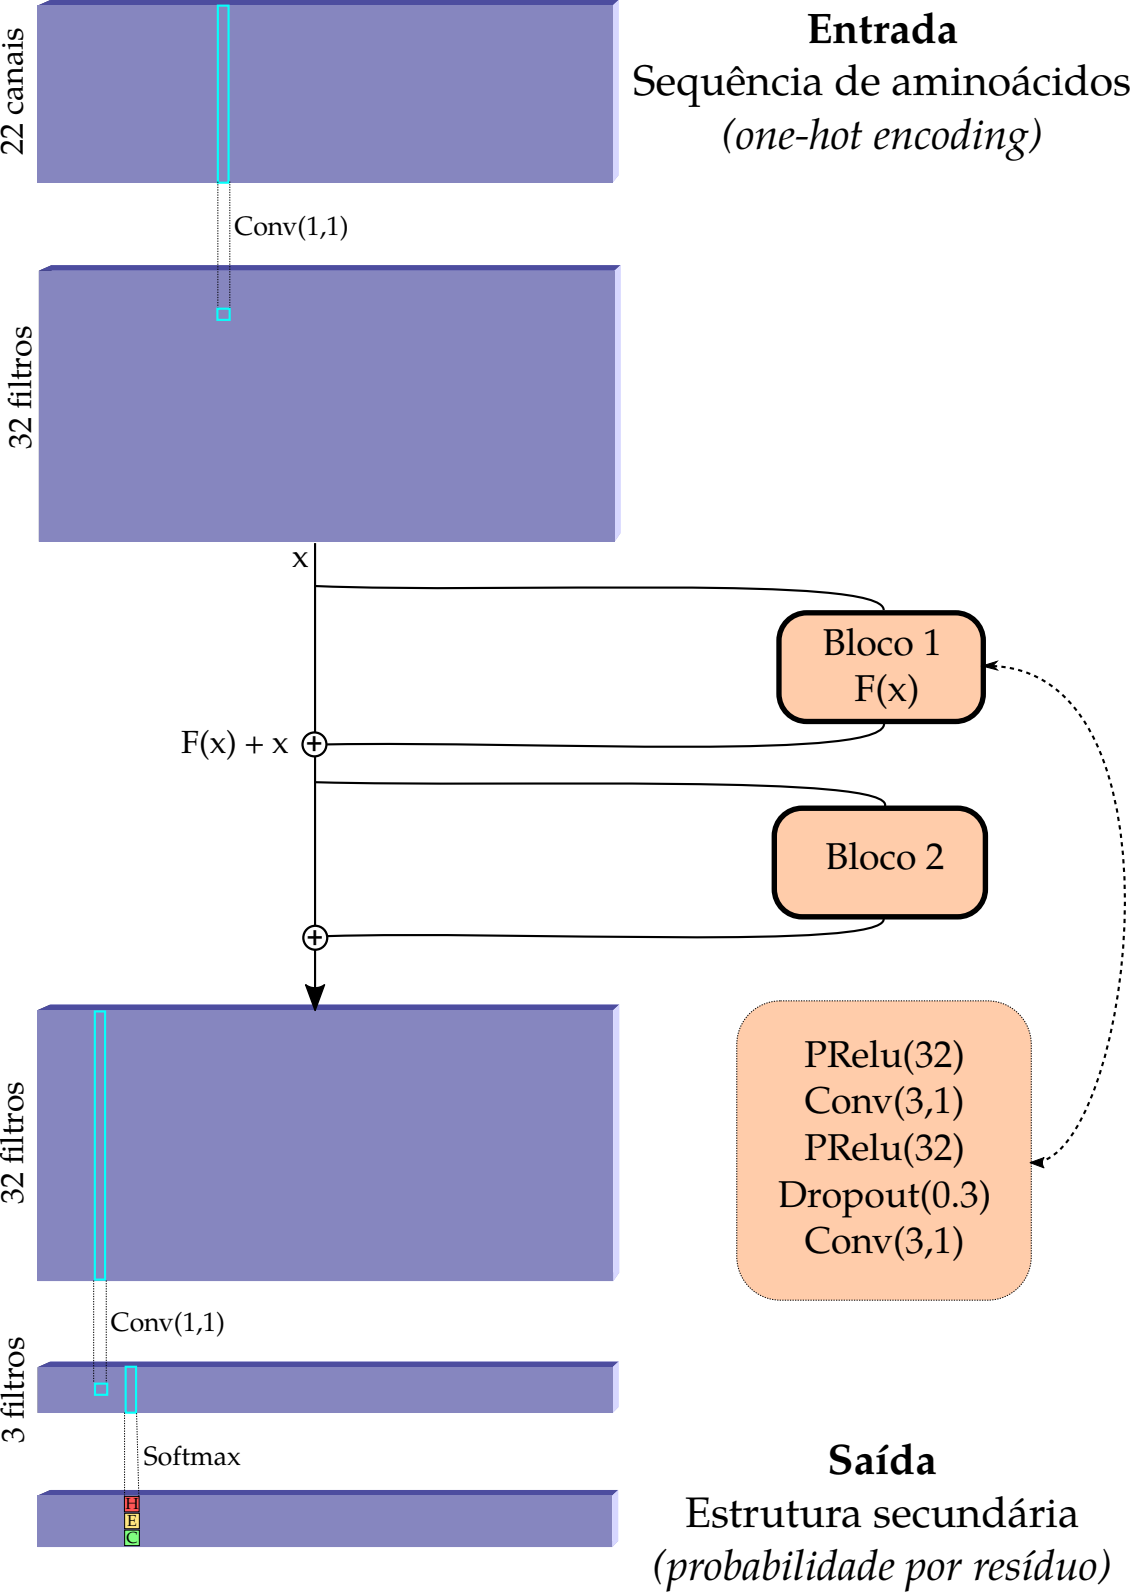 22 canais
Entrada
Sequência de aminoácidos
(one-hot encoding)
Conv(1,1)
32 filtros
x
Bloco 1
F(x)
F(x) + x
Bloco 2
32 filtros
PRelu(32)
Conv(3,1)
PRelu(32)
Dropout(0.3)
Conv(3,1)
Conv(1,1)
3 filtros
Softmax
H
E
C
Saída
Estrutura secundária
(probabilidade por resíduo)